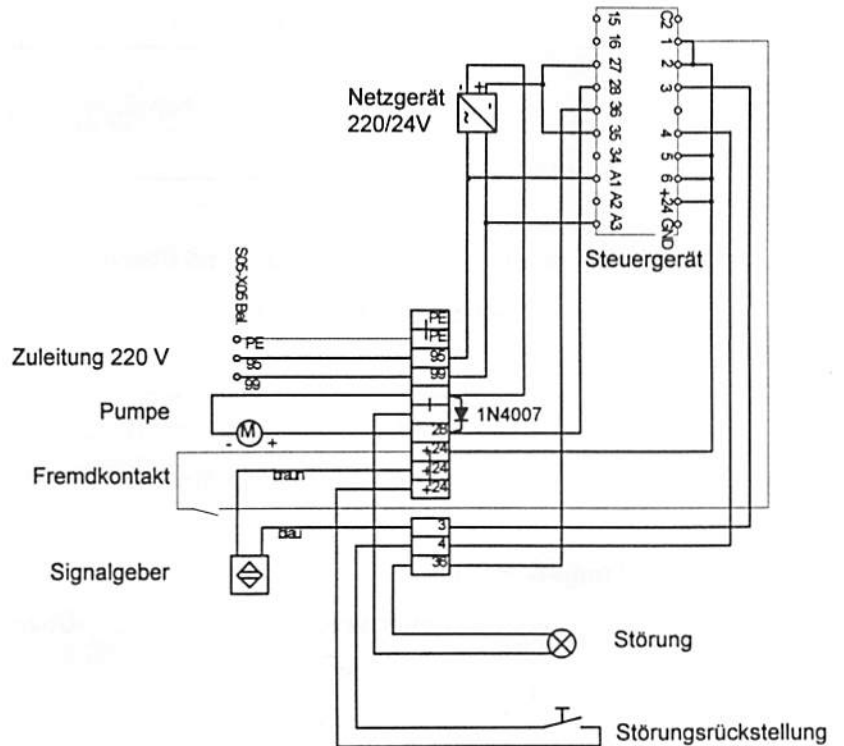 15
16
27
28
36
35
34
A1
A2
A3
C2
1
2
3
4
5
6
+24
GND
Steuergerät
Netzgerät
220/24V
- +
~
-
S05-X05 Bei.
Zuleitung 220 V
PE
95
99
PE
PE
95
99
28
+24
+24
+24
1N4007
Pumpe
M
- +
Fremdkontakt
braun
blau
Signalgeber
3
4
36
Störung
Störungsrückstellung